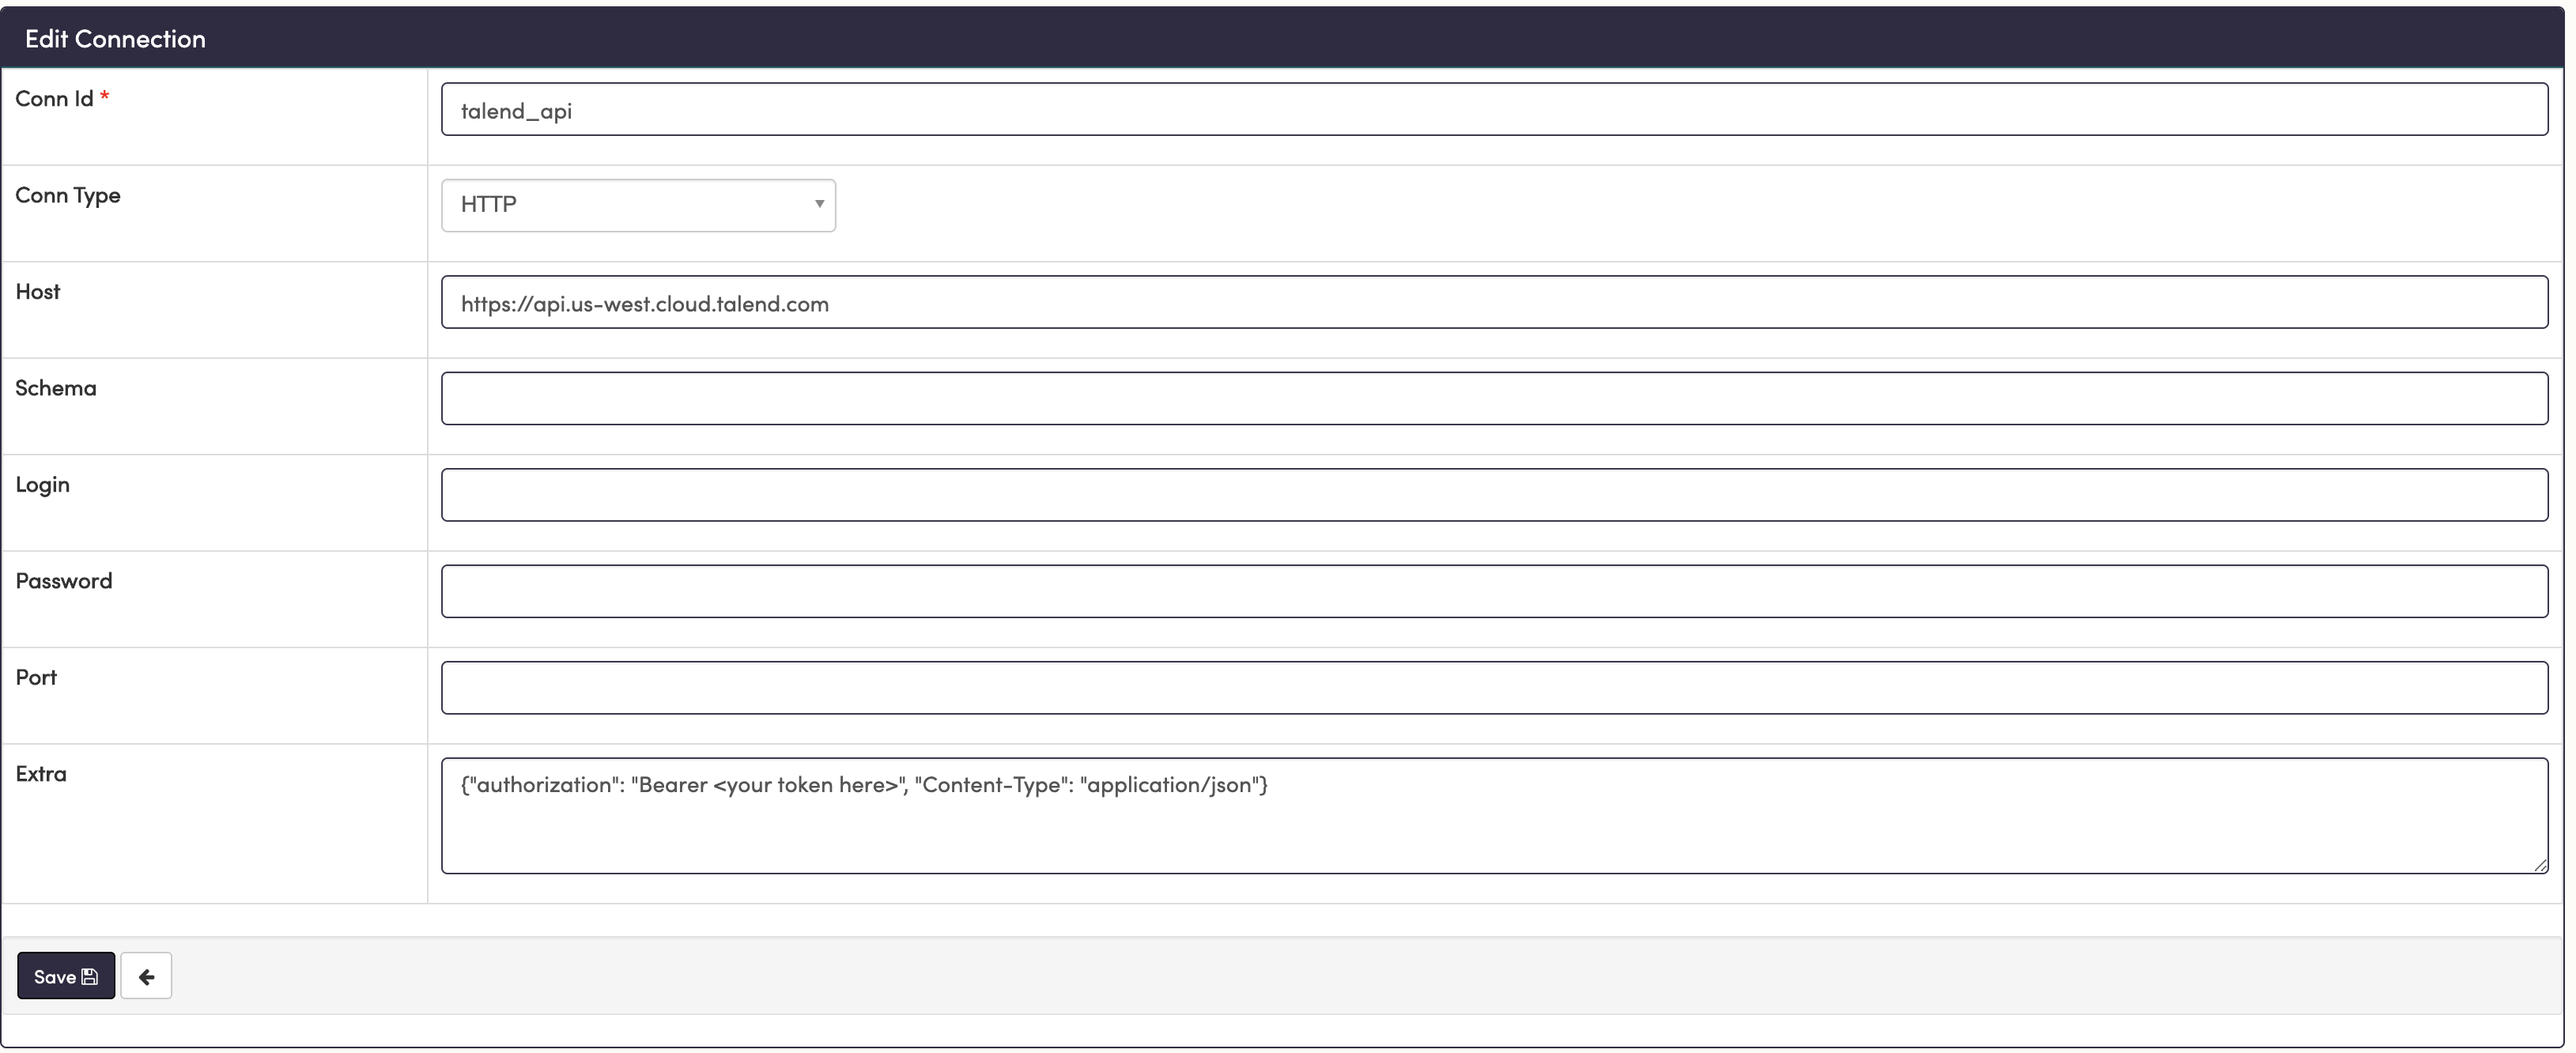 Edit Connection
Conn Id *
talend_api
Conn Type
HTTP
Host
https://api.us-west.cloud.talend.com
Schema
Login
Password
Port
Extra
{"authorization": "Bearer <your token here>", "Content-Type": "application/json"}
Save